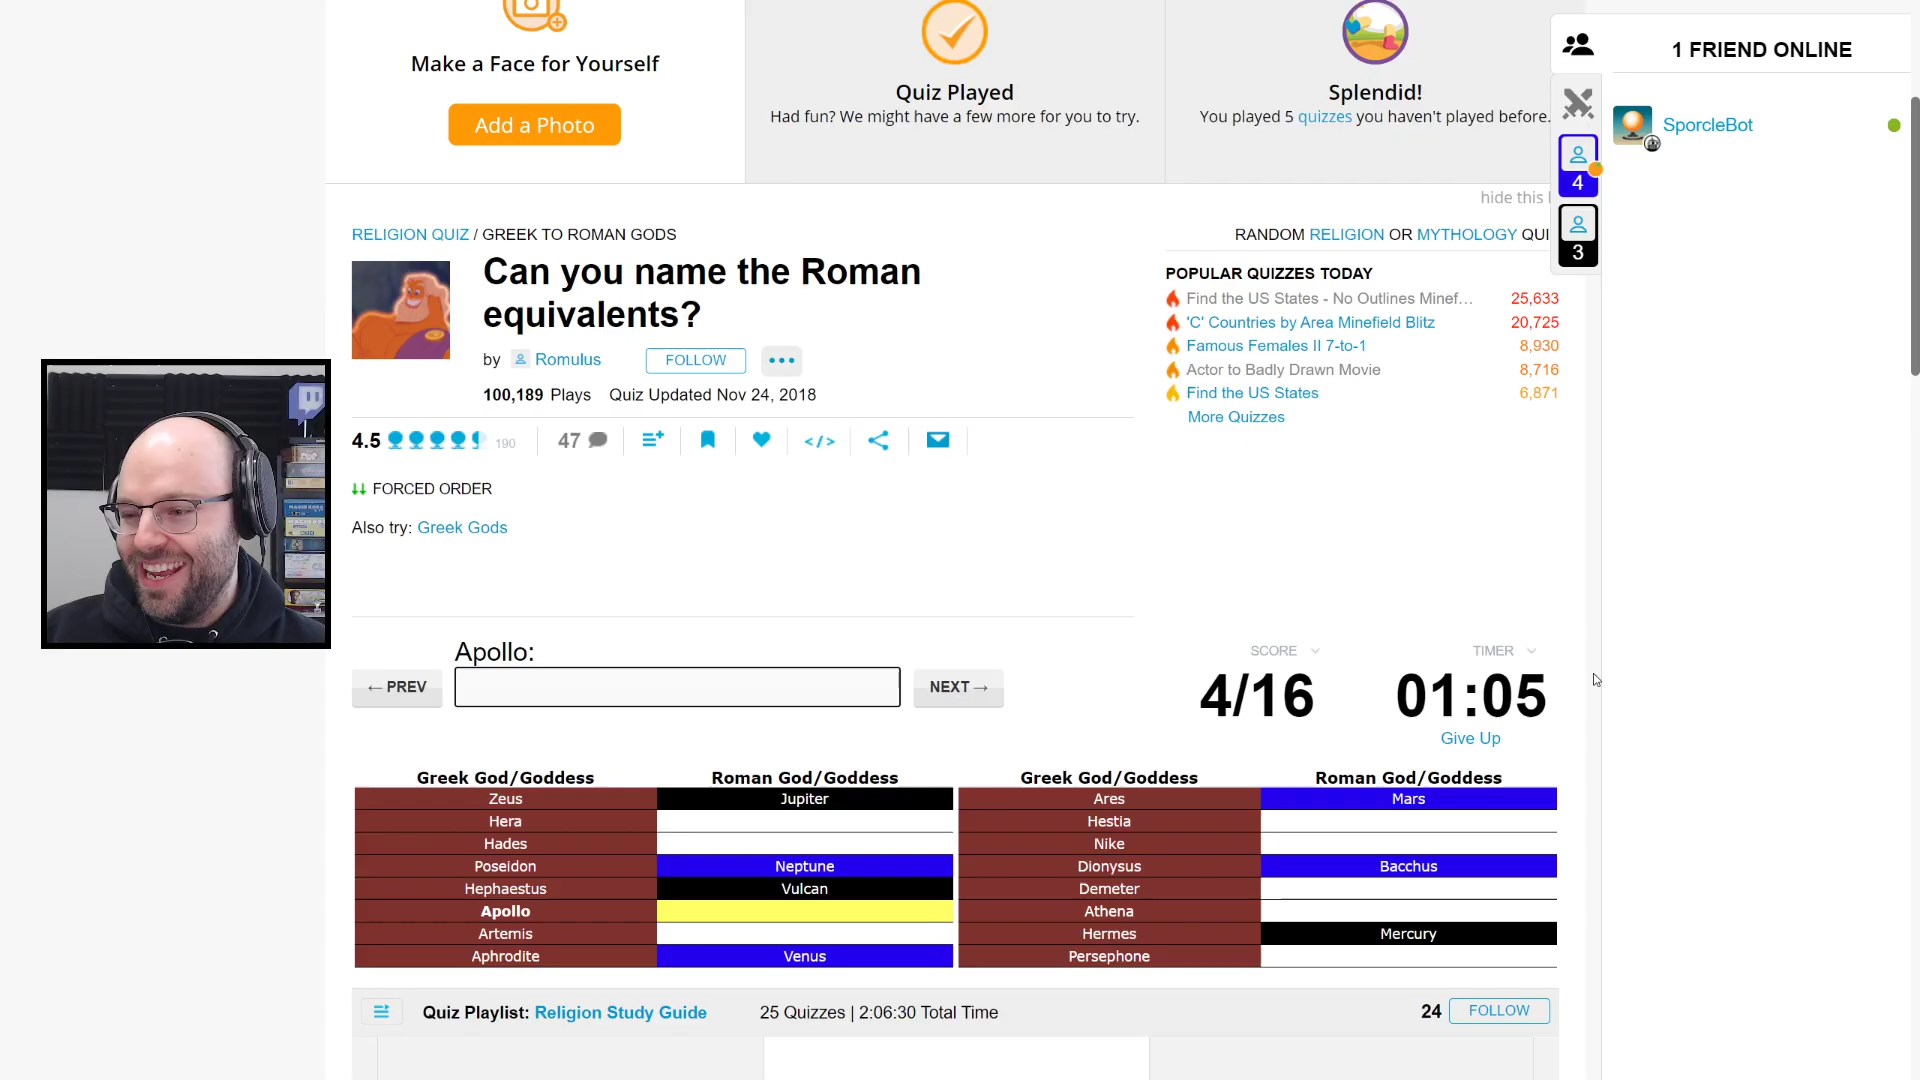 Make a Face for Yourself
Add a Photo
Quiz Played
Had fun? We might have a few more for you to try.
Splendid!
You played 5 quizzes you haven't played before.
hide this
1 FRIEND ONLINE
SporcleBot
4
3
RELIGION QUIZ / GREEK TO ROMAN GODS
RANDOM RELIGION OR MYTHOLOGY QUI
Can you name the Roman
equivalents?
by Romulus
FOLLOW
100,189 Plays Quiz Updated Nov 24, 2018
POPULAR QUIZZES TODAY
Find the US States - No Outlines Minef... 25,633
'C' Countries by Area Minefield Blitz 20,725
Famous Females II 7-to-1 8,930
Actor to Badly Drawn Movie 8,716
Find the US States 6,871
More Quizzes
4.5 190 47 </>
FORCED ORDER
Also try: Greek Gods
Apollo:
← PREV
NEXT →
SCORE
4/16
TIMER
01:05
Give Up
Greek God/Goddess Roman God/Goddess Greek God/Goddess Roman God/Goddess
Zeus Jupiter Ares Mars
Hera Hestia
Hades Nike
Poseidon Neptune Dionysus Bacchus
Hephaestus Vulcan Demeter
Apollo Athena
Artemis Hermes Mercury
Aphrodite Venus Persephone
Quiz Playlist: Religion Study Guide 25 Quizzes | 2:06:30 Total Time 24 FOLLOW